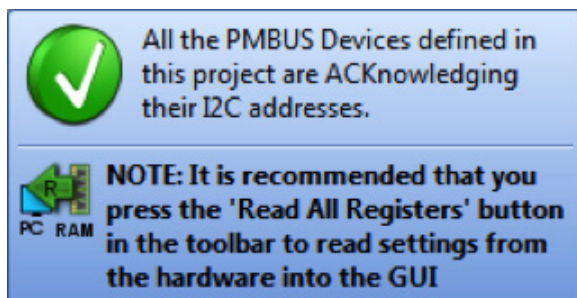 All the PMBUS Devices defined in
this project are ACKnowledging
their I2C addresses.
R
PC RAM
NOTE: It is recommended that you
press the 'Read All Registers' button
in the toolbar to read settings from
the hardware into the GUI